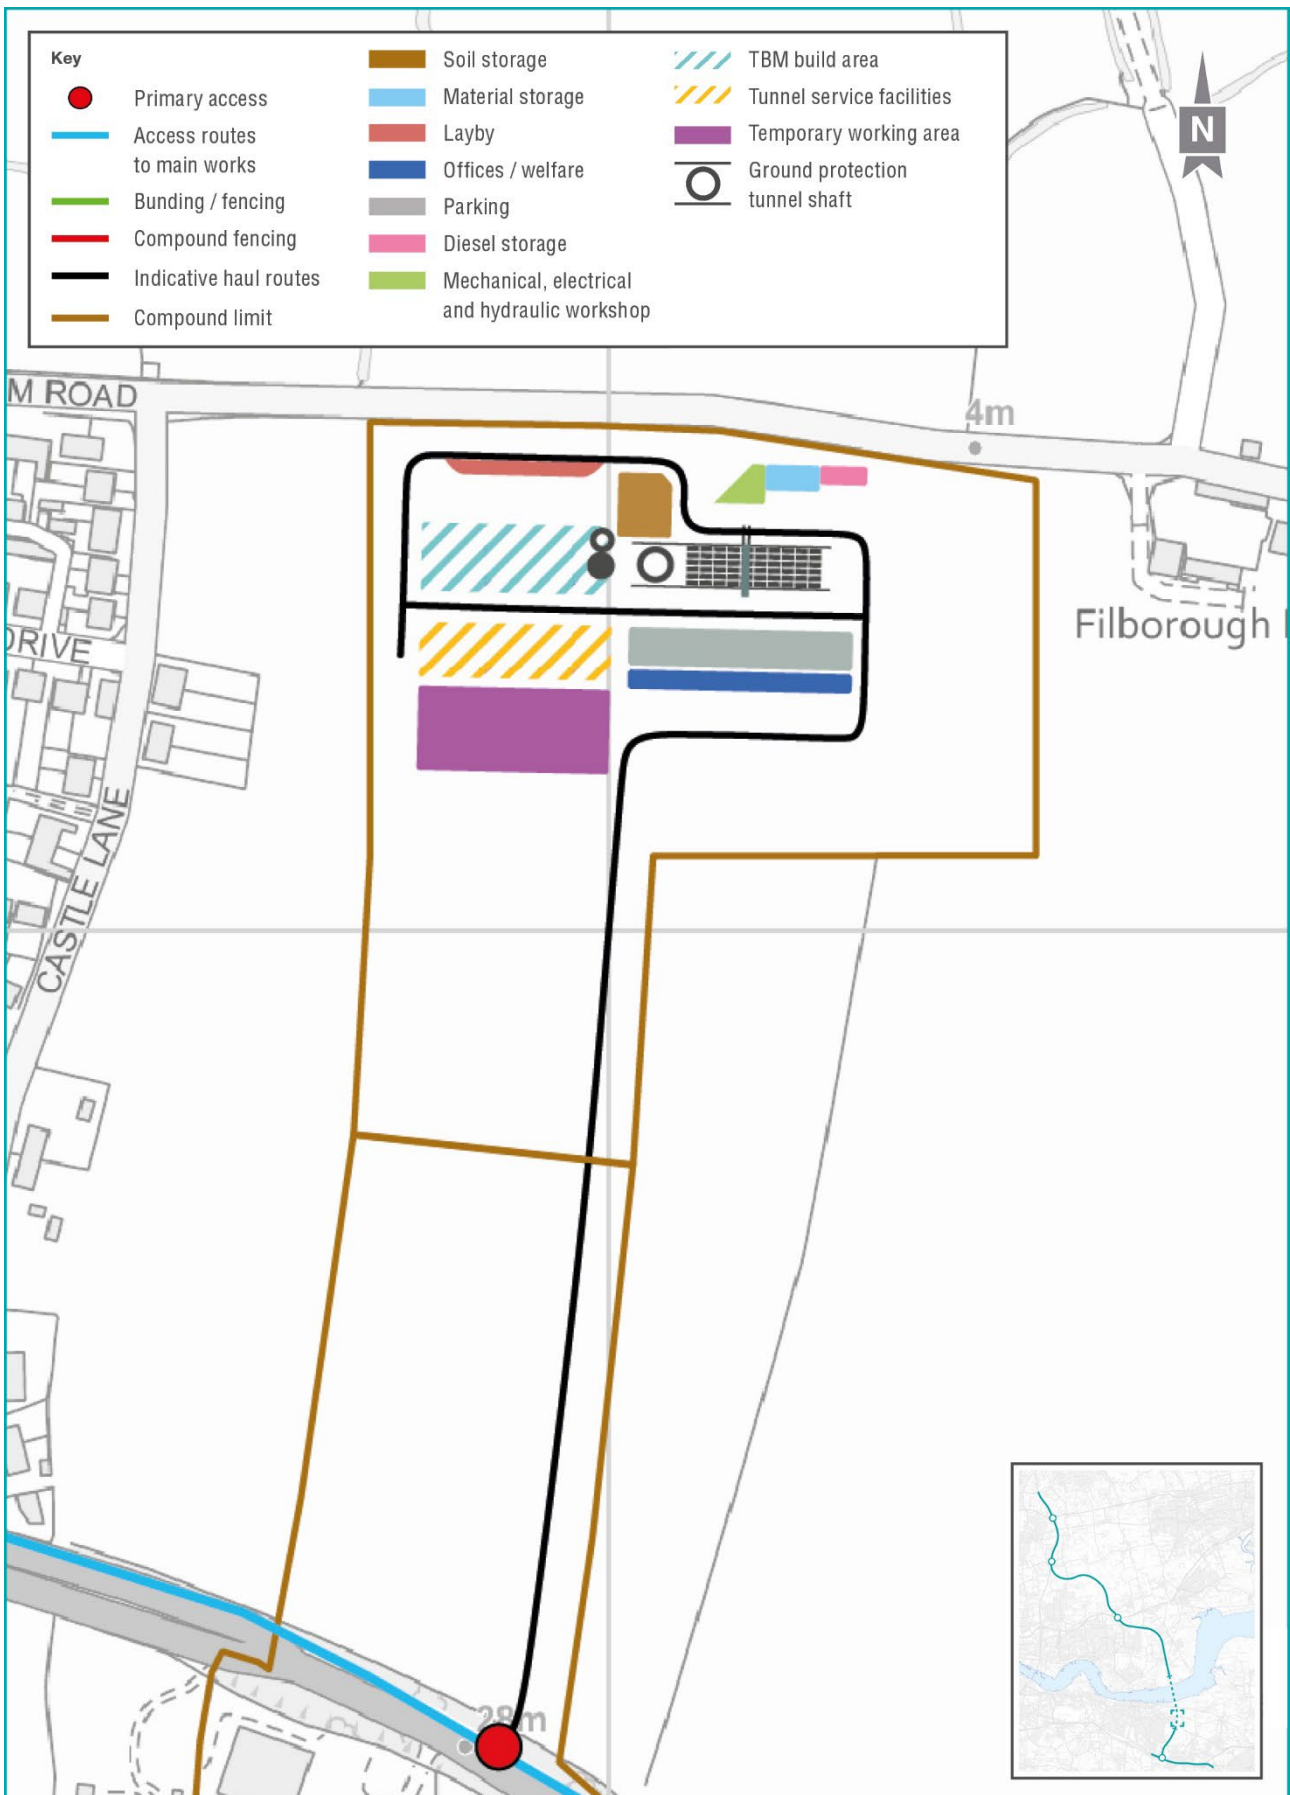 Key
Primary access
Access routes
to main works
Bunding / fencing
Compound fencing
Indicative haul routes
Compound limit
Soil storage
Material storage
Layby
Offices / welfare
Parking
Diesel storage
Mechanical, electrical
and hydraulic workshop
TBM build area
Tunnel service facilities
Temporary working area
Ground protection
tunnel shaft
N
M ROAD
4m
Filborough
DRIVE
CASTLE LANE
28m